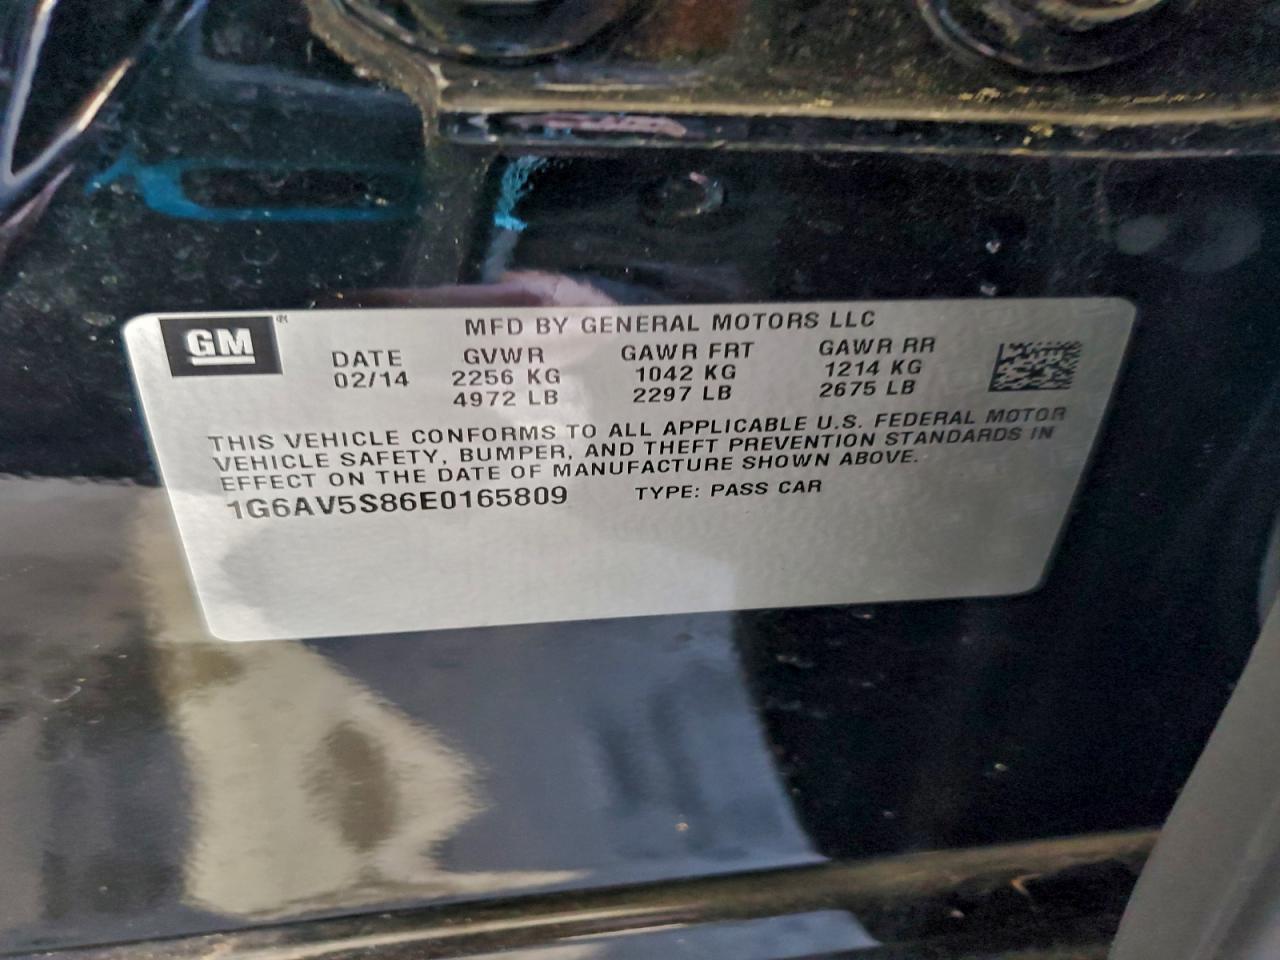 GM®
MFD BY GENERAL MOTORS LLC
DATE GVWR GAWR FRT GAWR RR
02/14 2256 KG 1042 KG 1214 KG
4972 LB 2297 LB 2675 LB
THIS VEHICLE CONFORMS TO ALL APPLICABLE U.S. FEDERAL MOTOR
VEHICLE SAFETY, BUMPER, AND THEFT PREVENTION STANDARDS IN
EFFECT ON THE DATE OF MANUFACTURE SHOWN ABOVE.
1G6AV5S86E0165809 TYPE: PASS CAR